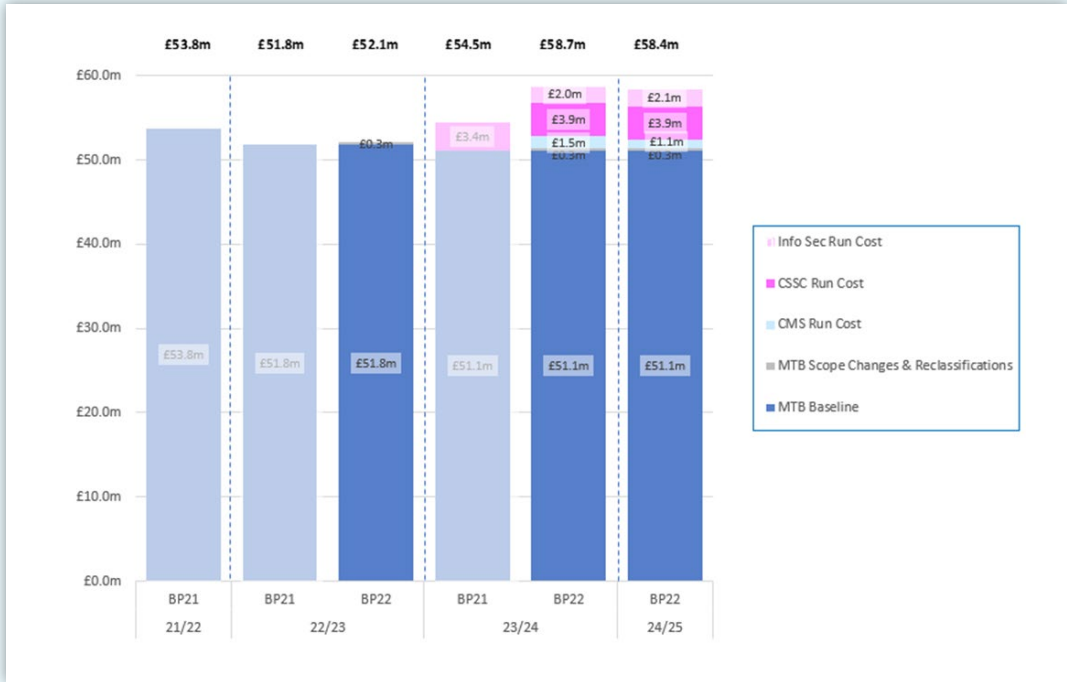 £53.8m £51.8m £52.1m £54.5m £58.7m £58.4m
£60.0m
£2.0m £2.1m
£3.9m £3.9m
£3.4m
£0.3m £1.5m £1.1m
£50.0m £0.3m £0.3m
£40.0m
Info Sec Run Cost
CSSC Run Cost
CMS Run Cost
MTB Scope Changes & Reclassifications
MTB Baseline
£30.0m
£53.8m £51.8m £51.8m £51.1m £51.1m £51.1m
£20.0m
£10.0m
£0.0m
BP21 BP21 BP22 BP21 BP22 BP22
21/22 22/23 23/24 24/25